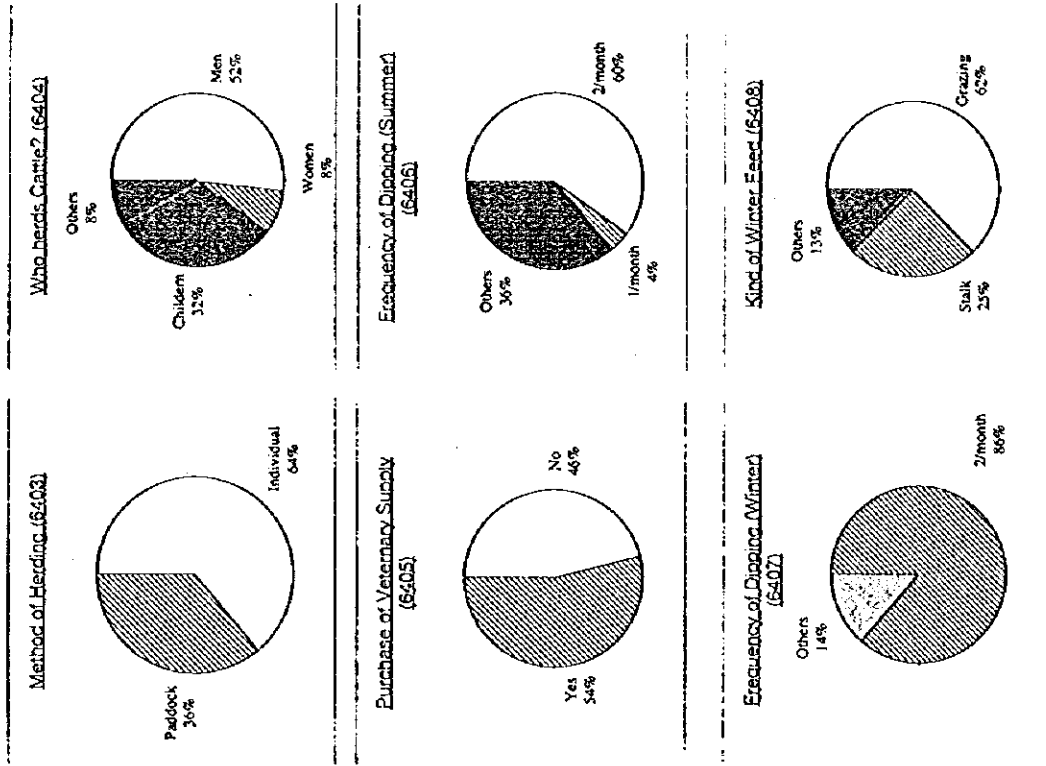 Method of Herding (6403)
Paddock
36%
Individual
64%
Who herds Cattle? (6404)
Others
8%
Childern
32%
Men
52%
Women
8%
Purchase of Veternary Supply
(6405)
Yes
54%
No
46%
Frequency of Dipping (Summer)
(6406)
Others
36%
1/month
4%
2/month
60%
Frequency of Dipping (Winter)
(6407)
Others
14%
2/month
86%
Kind of Winter Feed (6408)
Others
13%
Stalk
25%
Grazing
62%